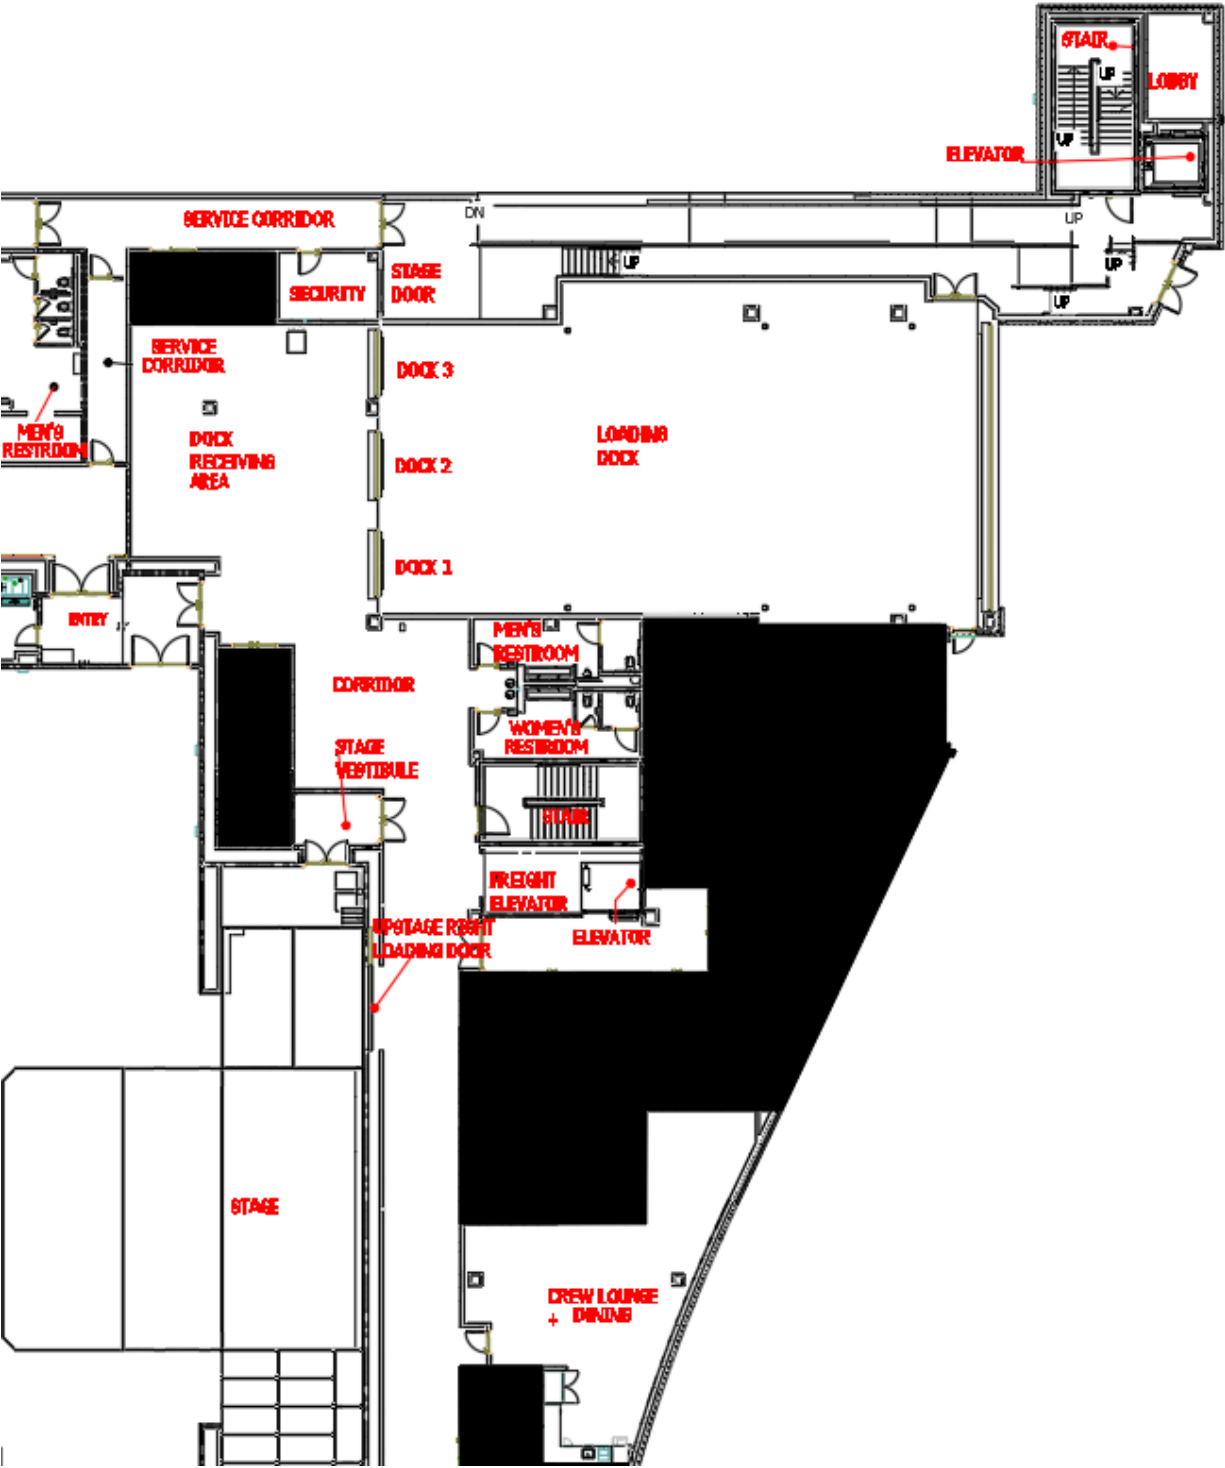 STAIR
UP
LOBBY
UP
ELEVATOR
SERVICE CORRIDOR
DN
UP
STAGE
DOOR
UP
UP
SECURITY
UP
SERVICE
CORRIDOR
DOCK 3
MEN'S
RESTROOM
DOCK
RECEIVING
AREA
DOCK 2
LOADING
DOCK
DOCK 1
ENTRY
MEN'S
RESTROOM
CORRIDOR
WOMEN'S
RESTROOM
STAGE
VESTIBULE
STAIR
FREIGHT
ELEVATOR
UPSTAGE RIGHT
LOADING DOOR
ELEVATOR
STAGE
CREW LOUNGE
+ DINING